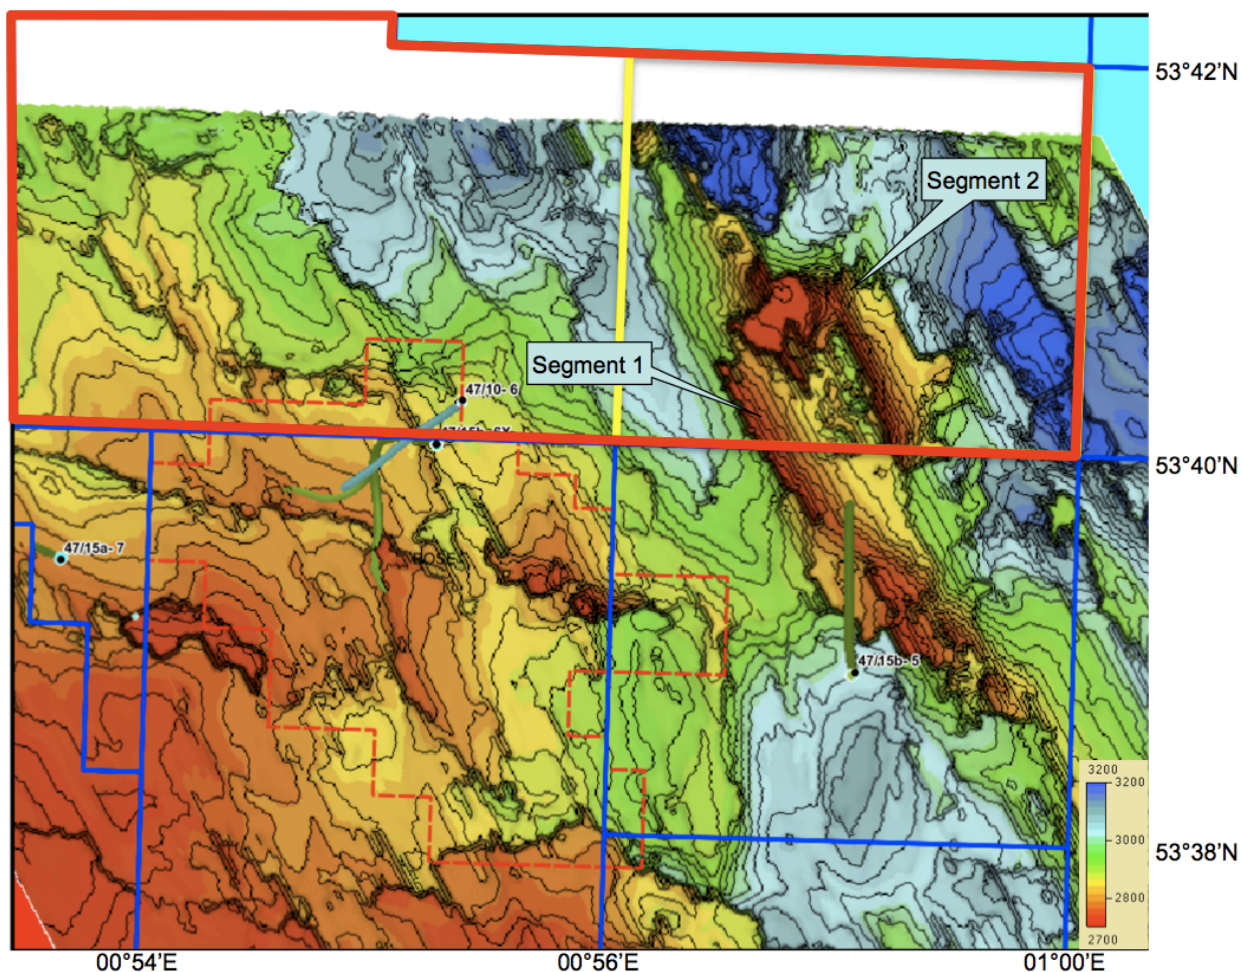 53°42'N
Segment 2
Segment 1
47/10- 6
53°40'N
47/15a- 7
47/15b- 5
3200
3200
3000
2800
2700
53°38'N
00°54'E
00°56'E
01°00'E